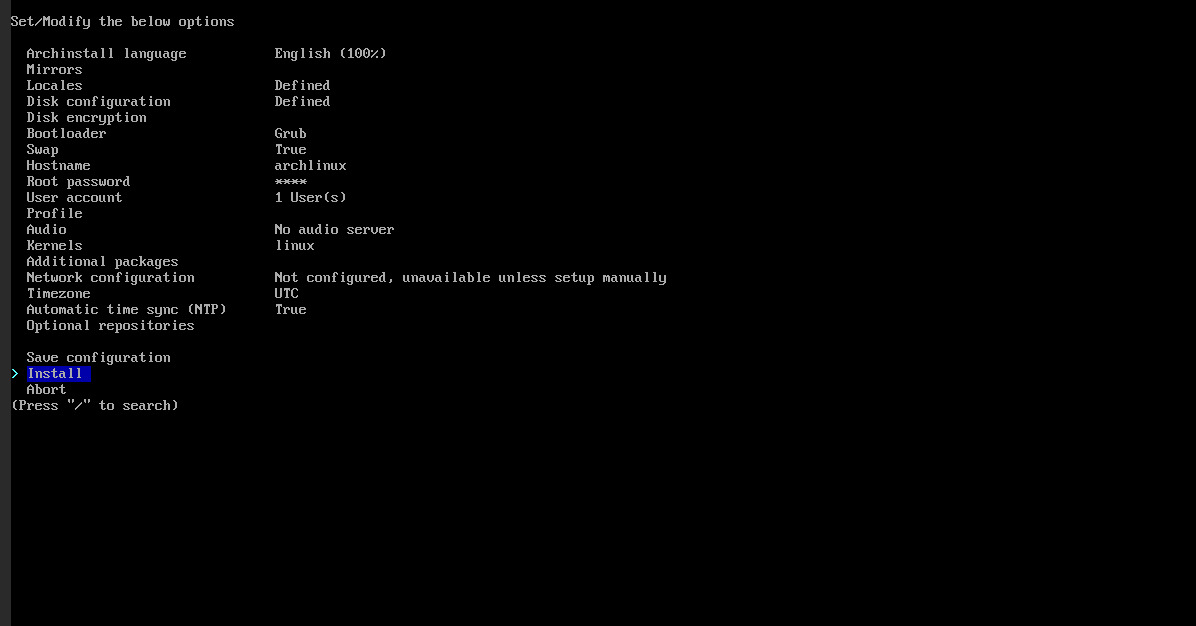 Set/Modify the below options
Archinstall language English (100%)
Mirrors
Locales Defined
Disk configuration Defined
Disk encryption
Bootloader Grub
Swap True
Hostname archlinux
Root password ****
User account 1 User(s)
Profile
Audio No audio server
Kernels linux
Additional packages
Network configuration Not configured, unavailable unless setup manually
Timezone UTC
Automatic time sync (NTP) True
Optional repositories
Save configuration
> Install
Abort
(Press "/" to search)